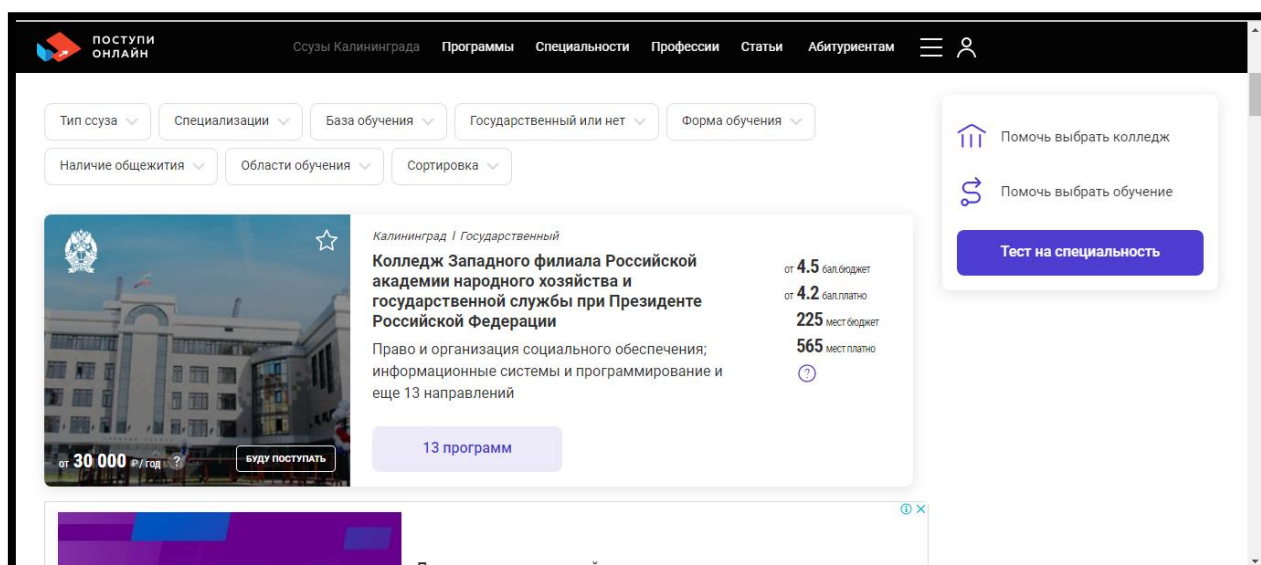 ПОСТУПИ
ОНЛАЙН
Ссузы Калининграда Программы Специальности Профессии Статьи Абитуриентам
Тип ссуза Специализации База обучения Государственный или нет Форма обучения
Наличие общежития Области обучения Сортировка
Помочь выбрать колледж
Помочь выбрать обучение
Тест на специальность
Калининград | Государственный
Колледж Западного филиала Российской
академии народного хозяйства и
государственной службы при Президенте
Российской Федерации
Право и организация социального обеспечения;
информационные системы и программирование и
еще 13 направлений
13 программ
от 4.5 бал.бюджет
от 4.2 бал.платно
225 мест бюджет
565 мест платно
?
от 30 000 ₽/год ?
БУДУ ПОСТУПАТЬ